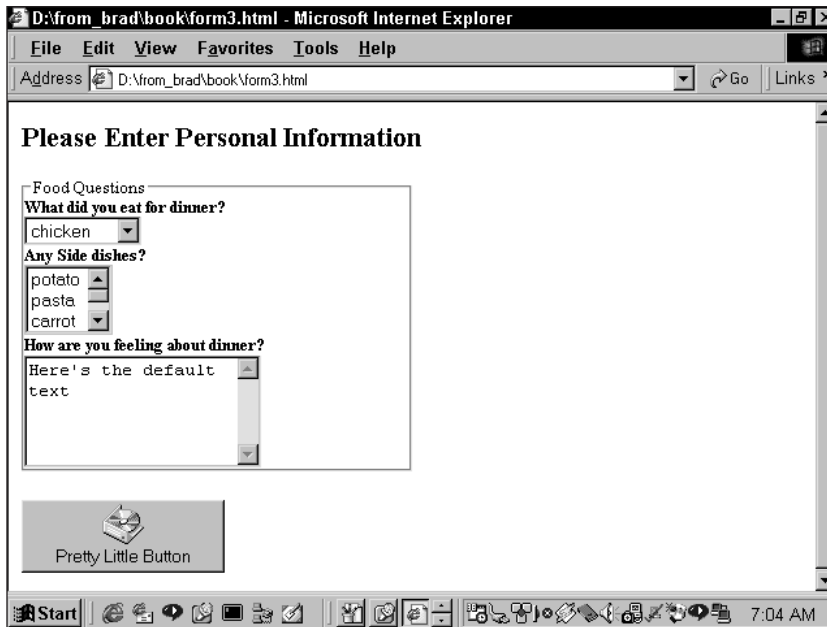 D:\from_brad\book\form3.html - Microsoft Internet Explorer
File Edit View Favorites Tools Help
Address D:\from_brad\book\form3.html Go Links
Please Enter Personal Information
Food Questions
What did you eat for dinner?
chicken
Any Side dishes?
potato
pasta
carrot
How are you feeling about dinner?
Here's the default
text
Pretty Little Button
Start 7:04 AM